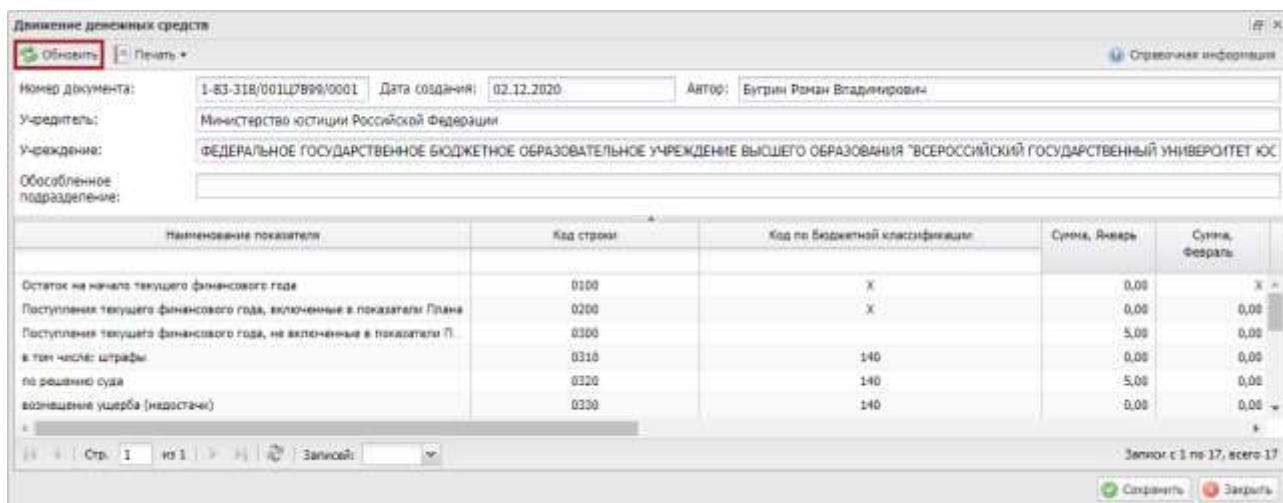 Движение денежных средств
Обновить Печать Справочная информация
Номер документа: 1-83-318/001Ц7В99/0001 Дата создания: 02.12.2020 Автор: Бугрин Роман Владимирович
Учредитель: Министерство юстиции Российской Федерации
Учреждение: ФЕДЕРАЛЬНОЕ ГОСУДАРСТВЕННОЕ БЮДЖЕТНОЕ ОБРАЗОВАТЕЛЬНОЕ УЧРЕЖДЕНИЕ ВЫСШЕГО ОБРАЗОВАНИЯ "ВСЕРОССИЙСКИЙ ГОСУДАРСТВЕННЫЙ УНИВЕРСИТЕТ ЮС
Обособленное
подразделение:
Наименование показателя Код строки Код по бюджетной классификации Сумма, Январь Сумма,
Февраль
Остаток на начало текущего финансового года 0100 X 0,00 X
Поступления текущего финансового года, включенные в показатели Плана 0200 X 0,00 0,00
Поступления текущего финансового года, не включенные в показатели П... 0300 5,00 0,00
в том числе: штрафы 0310 140 0,00 0,00
по решению суда 0320 140 5,00 0,00
возмещение ущерба (недостачи) 0330 140 0,00 0,00
Стр. 1 из 1 Записей: Записи с 1 по 17, всего 17
Сохранить Закрыть